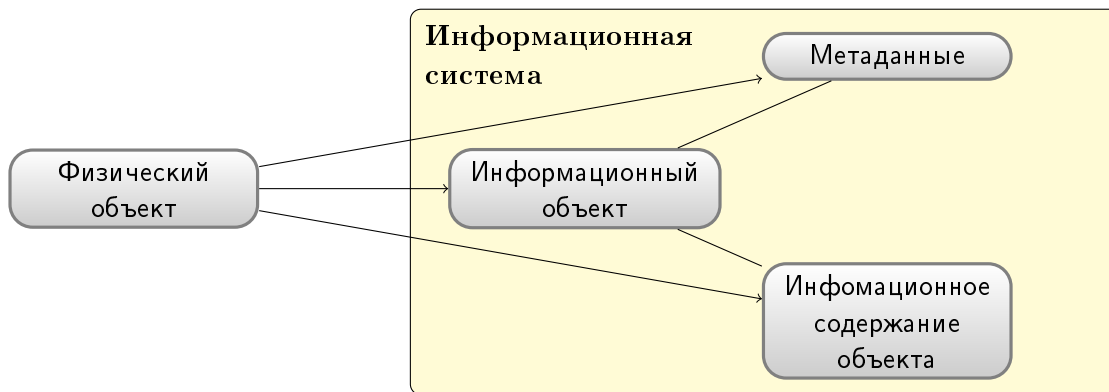 Информационная
система
Метаданные
Физический
объект
Информационный
объект
Инфомационное
содержание
объекта